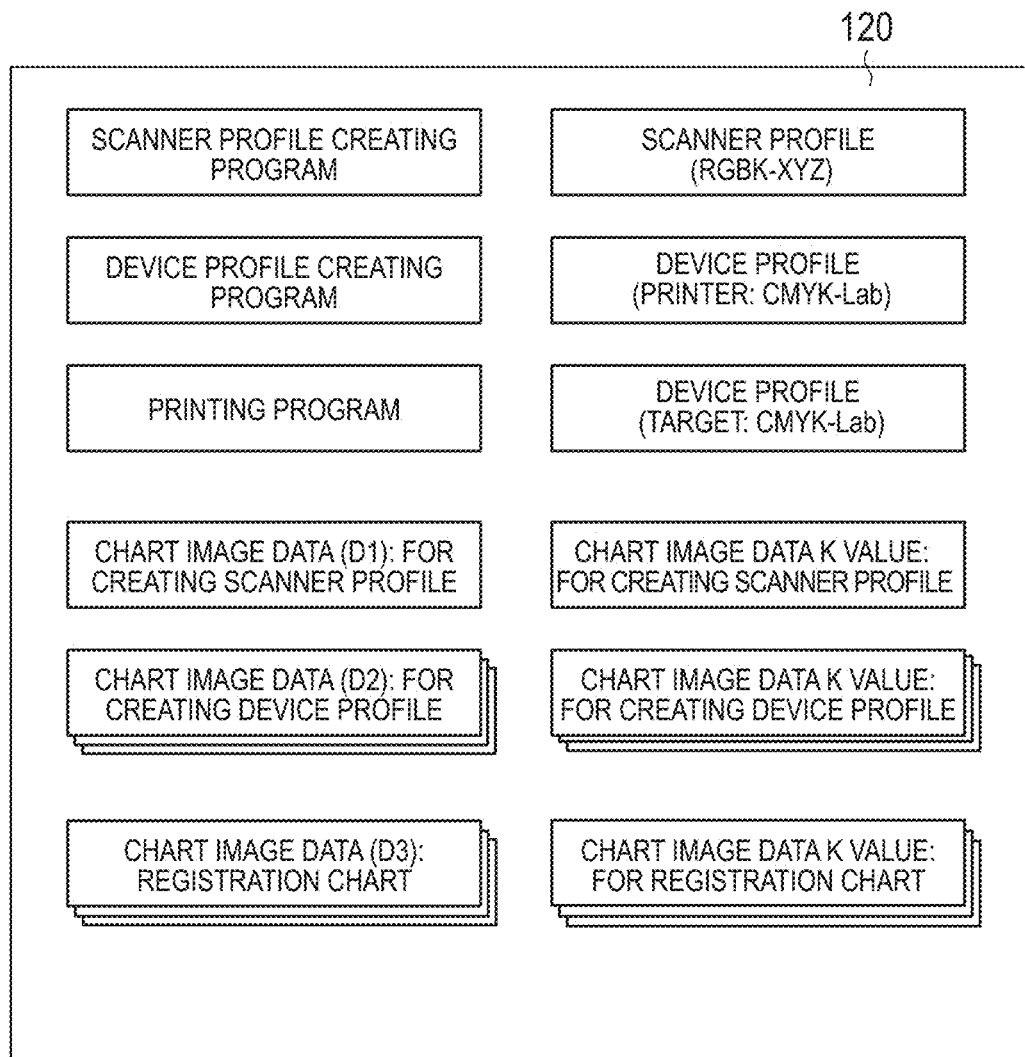 120
SCANNER PROFILE CREATING
PROGRAM
SCANNER PROFILE
(RGBK-XYZ)
DEVICE PROFILE CREATING
PROGRAM
DEVICE PROFILE
(PRINTER: CMYK-Lab)
PRINTING PROGRAM
DEVICE PROFILE
(TARGET: CMYK-Lab)
CHART IMAGE DATA (D1): FOR
CREATING SCANNER PROFILE
CHART IMAGE DATA K VALUE:
FOR CREATING SCANNER PROFILE
CHART IMAGE DATA (D2): FOR
CREATING DEVICE PROFILE
CHART IMAGE DATA K VALUE:
FOR CREATING DEVICE PROFILE
CHART IMAGE DATA (D3):
REGISTRATION CHART
CHART IMAGE DATA K VALUE:
FOR REGISTRATION CHART